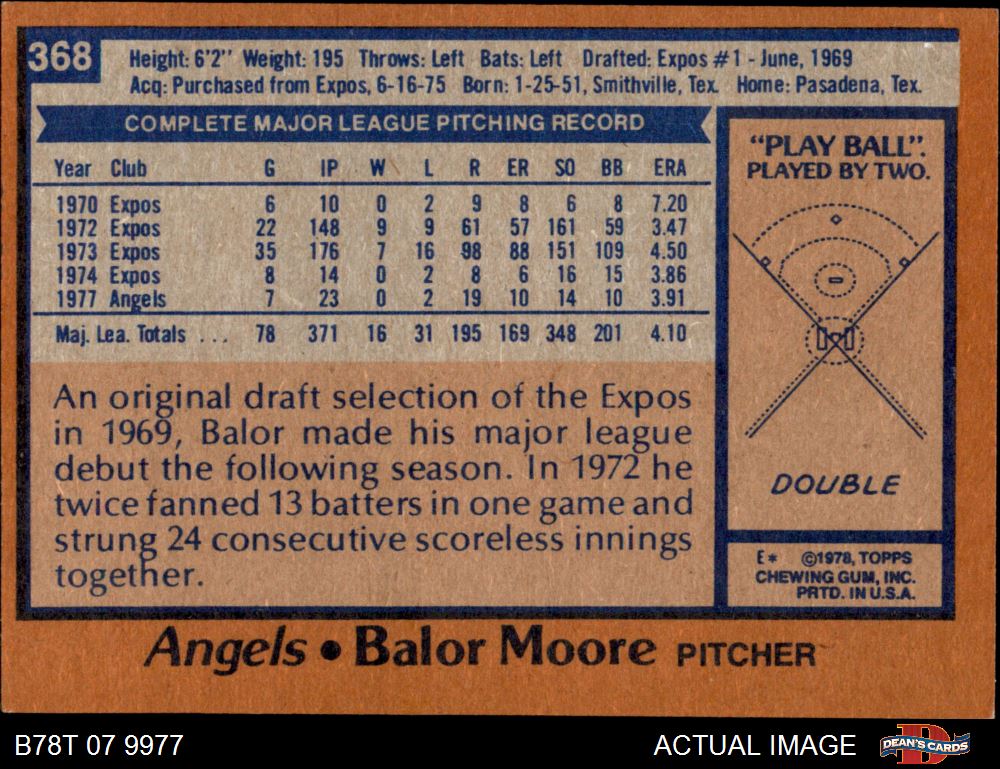 368
Height: 6'2" Weight: 195 Throws: Left Bats: Left Drafted: Expos #1 - June, 1969
Acq: Purchased from Expos, 6-16-75 Born: 1-25-51, Smithville, Tex. Home: Pasadena, Tex.
COMPLETE MAJOR LEAGUE PITCHING RECORD
Year Club G IP W L R ER SO BB ERA
1970 Expos 6 10 0 2 9 8 6 8 7.20
1972 Expos 22 148 9 9 61 57 161 59 3.47
1973 Expos 35 176 7 16 98 88 151 109 4.50
1974 Expos 8 14 0 2 8 6 16 15 3.86
1977 Angels 7 23 0 2 19 10 14 10 3.91
Maj. Lea. Totals ... 78 371 16 31 195 169 348 201 4.10
An original draft selection of the Expos
in 1969, Balor made his major league
debut the following season. In 1972 he
twice fanned 13 batters in one game and
strung 24 consecutive scoreless innings
together.
"PLAY BALL".
PLAYED BY TWO.
DOUBLE
E* ©1978, TOPPS
CHEWING GUM, INC.
PRTD. IN U.S.A.
Angels • Balor Moore PITCHER
B78T 07 9977
ACTUAL IMAGE
DEAN'S CARDS